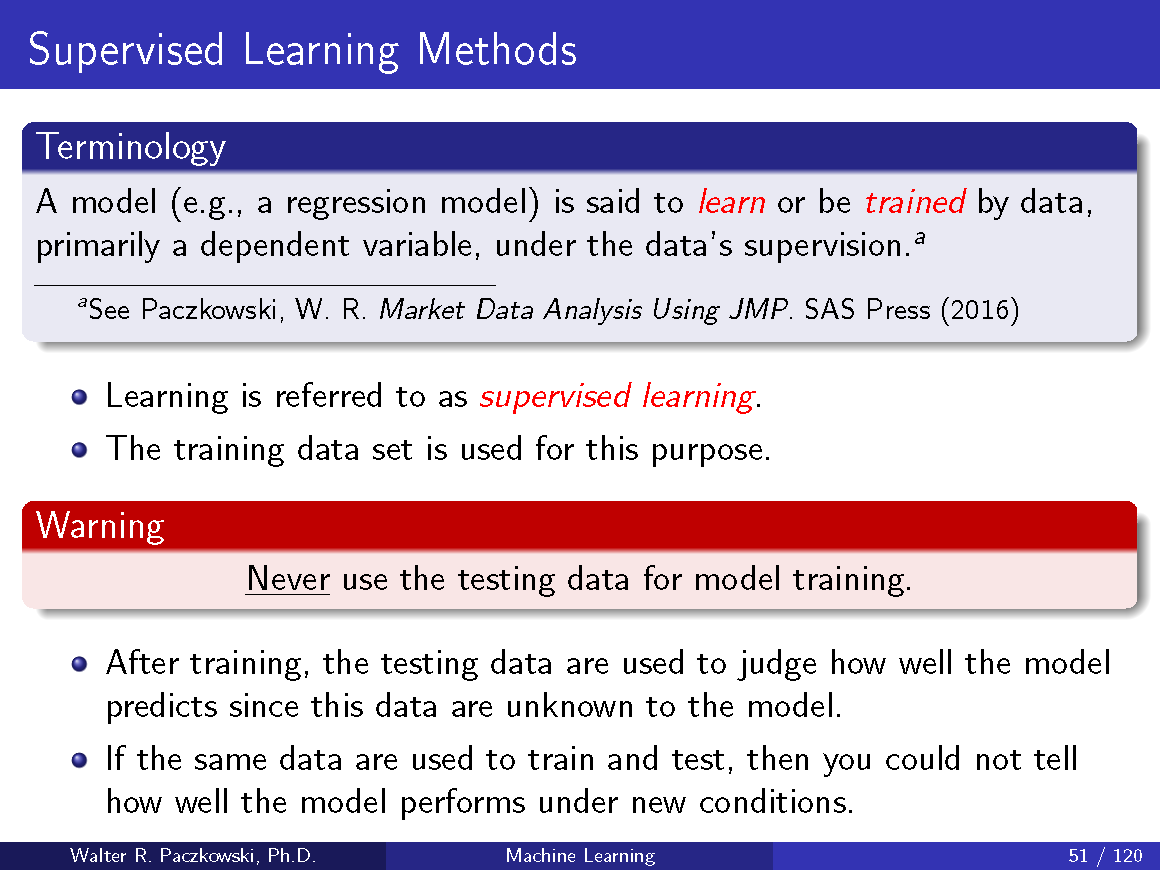 Supervised Learning Methods
Terminology
A model (e.g., a regression model) is said to learn or be trained by data,
primarily a dependent variable, under the data's supervision.a
aSee Paczkowski, W. R. Market Data Analysis Using JMP. SAS Press (2016)
Learning is referred to as supervised learning.
The training data set is used for this purpose.
Warning
Never use the testing data for model training.
After training, the testing data are used to judge how well the model
predicts since this data are unknown to the model.
If the same data are used to train and test, then you could not tell
how well the model performs under new conditions.
Walter R. Paczkowski, Ph.D. Machine Learning 51 / 120